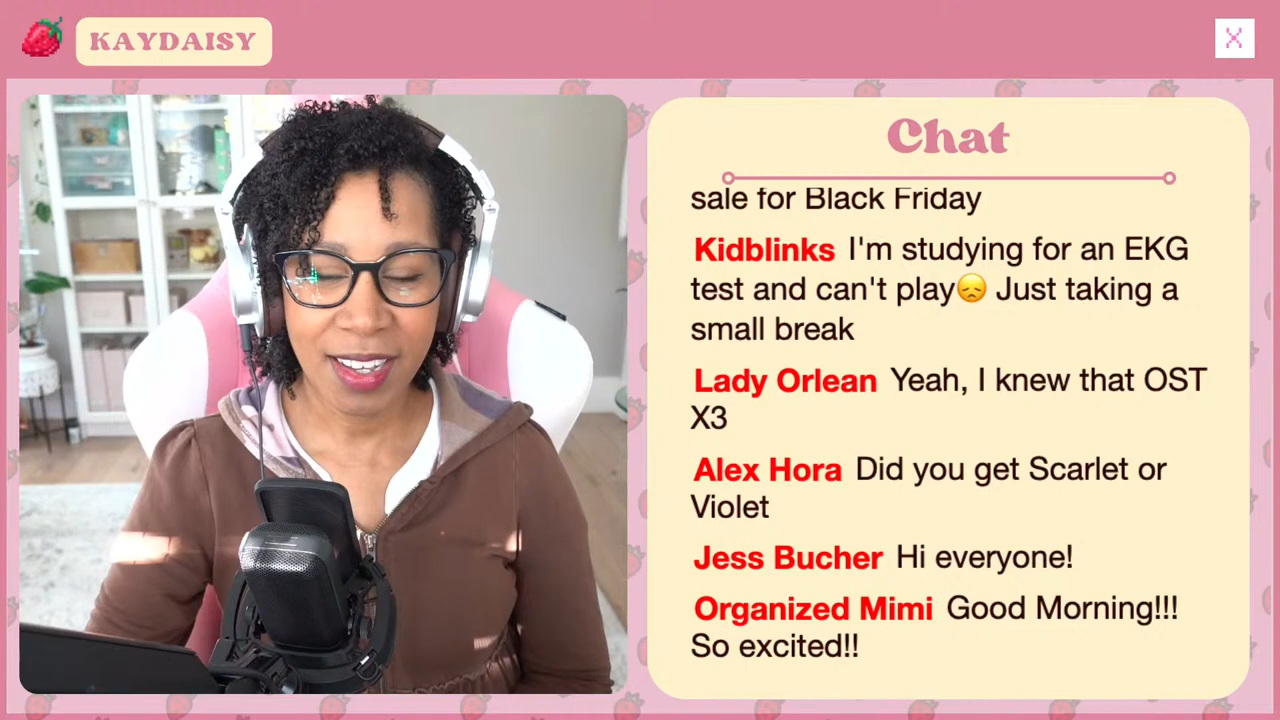 KAYDAISY
Chat
sale for Black Friday
Kidblinks I'm studying for an EKG
test and can't play😞 Just taking a
small break
Lady Orlean Yeah, I knew that OST
X3
Alex Hora Did you get Scarlet or
Violet
Jess Bucher Hi everyone!
Organized Mimi Good Morning!!!
So excited!!